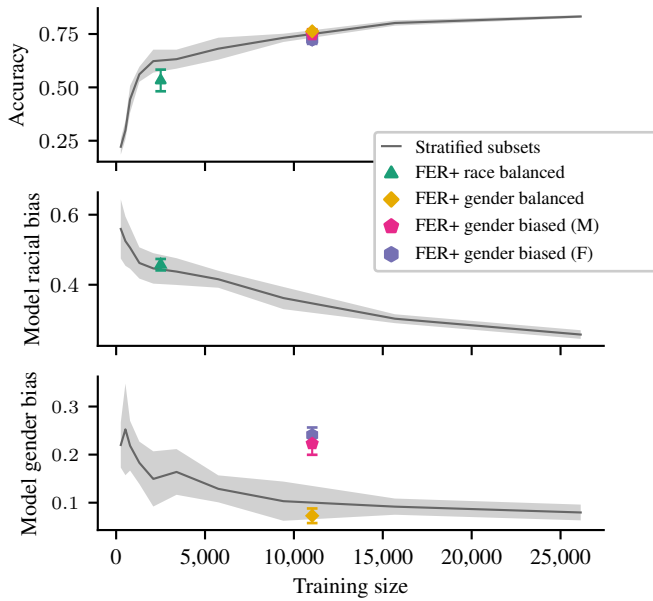 Accuracy
0.75
0.50
0.25
Stratified subsets
FER+ race balanced
FER+ gender balanced
FER+ gender biased (M)
FER+ gender biased (F)
Model racial bias
0.6
0.4
Model gender bias
0.3
0.2
0.1
0 5,000 10,000 15,000 20,000 25,000
Training size